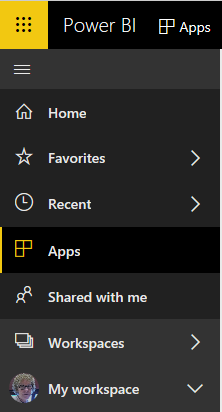 Power BI Apps
Home
Favorites
Recent
Apps
Shared with me
Workspaces
My workspace